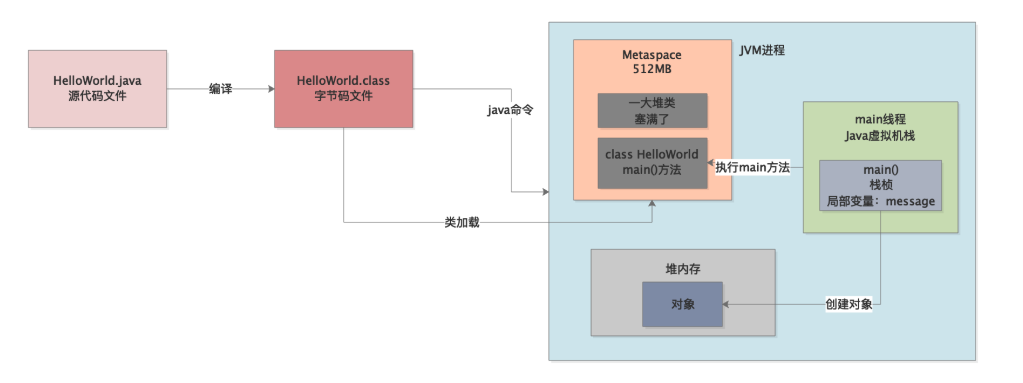 HelloWorld.java
源代码文件
编译
HelloWorld.class
字节码文件
java命令
类加载
JVM进程
Metaspace
512MB
一大堆类
塞满了
class HelloWorld
main()方法
执行main方法
main线程
Java虚拟机栈
main()
栈桢
局部变量：message
堆内存
对象
创建对象